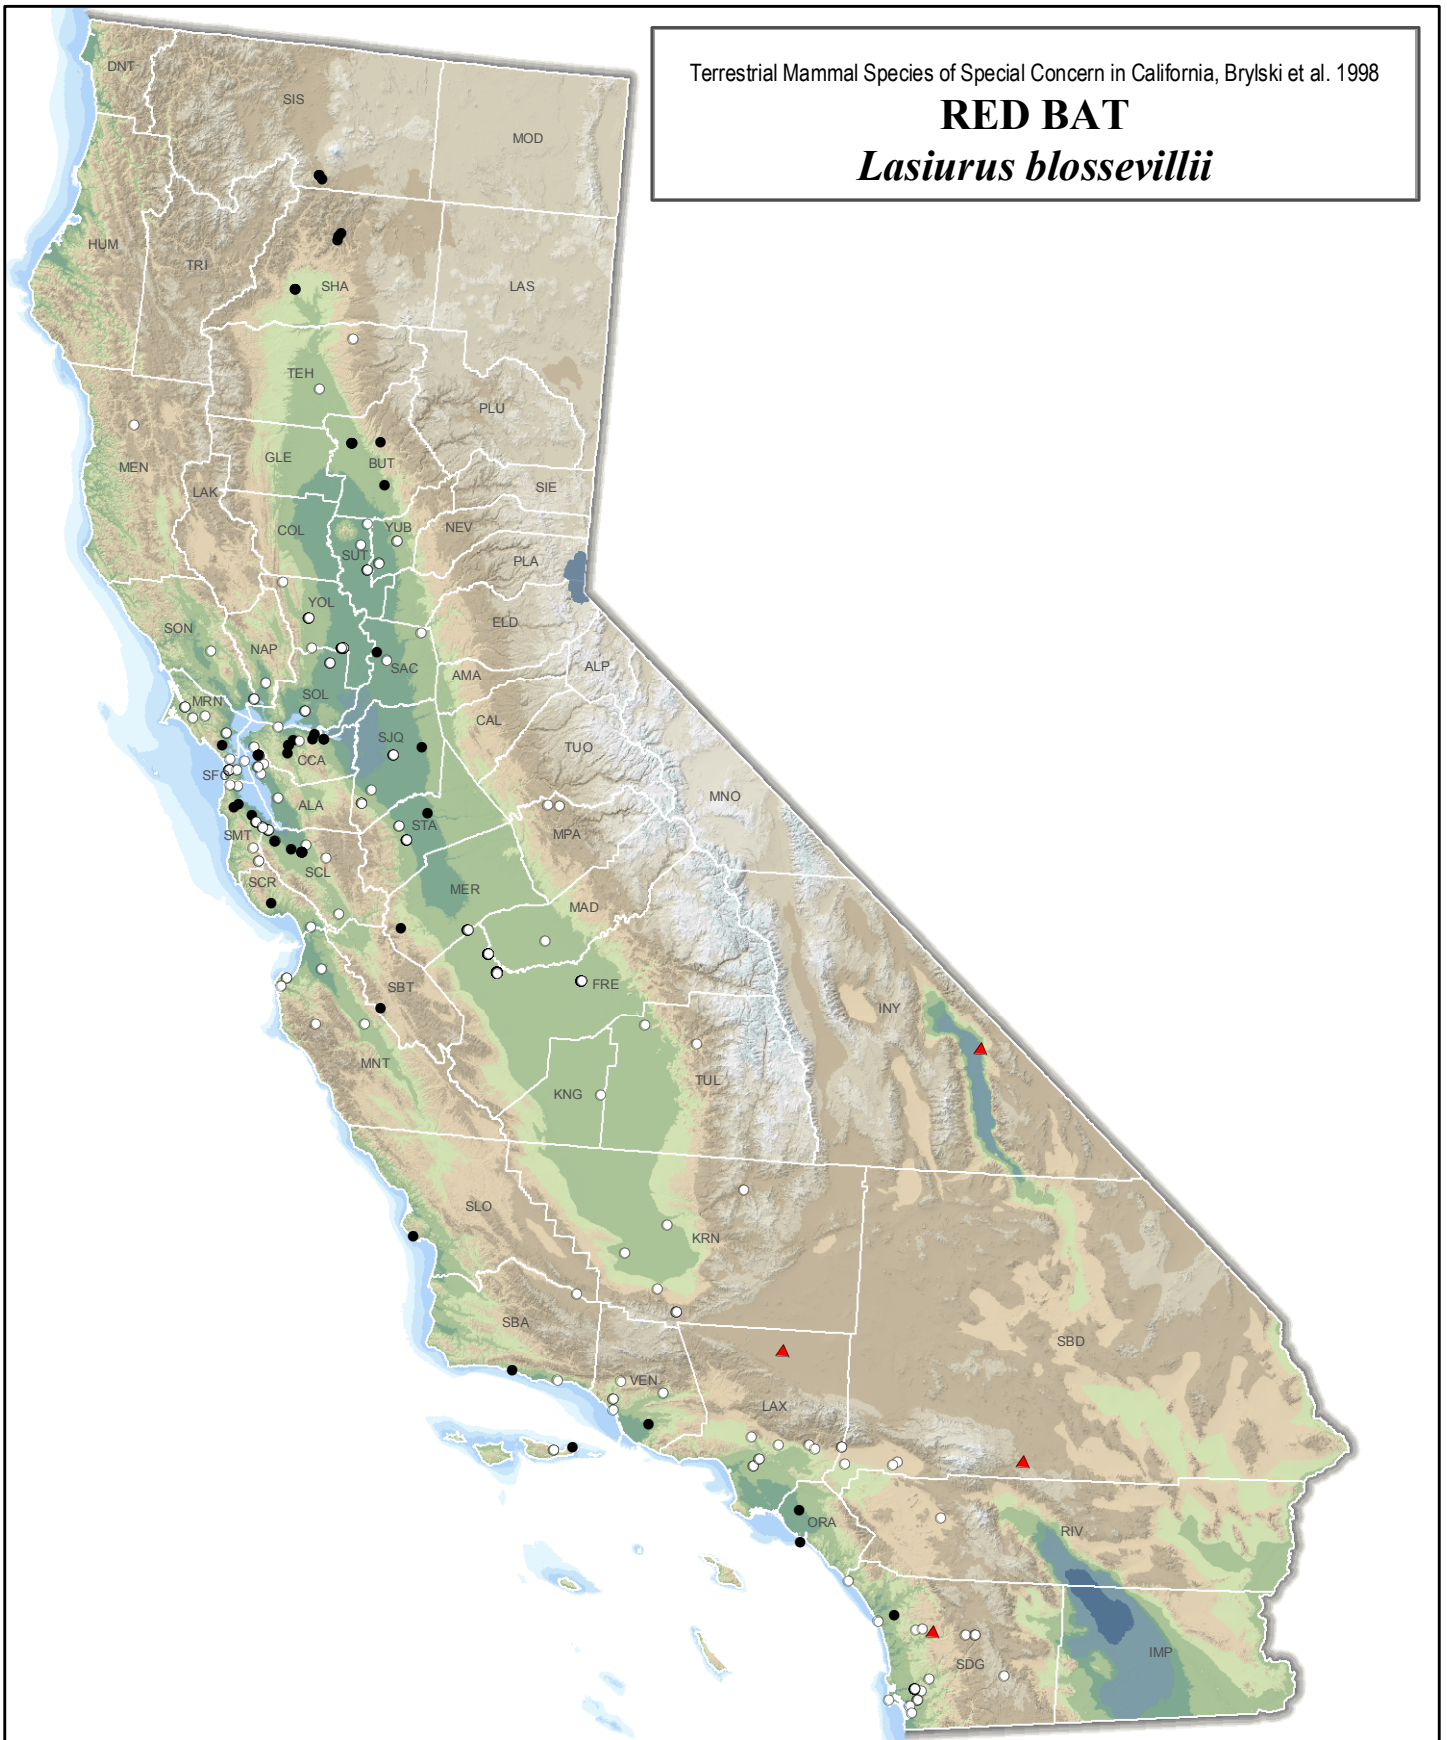 Terrestrial Mammal Species of Special Concern in California, Brylski et al. 1998
RED BAT
Lasiurus blossevillii
DNT
SIS
MOD
HUM
TRI
SHA
LAS
TEH
PLU
GLE
BUT
MEN
LAK
SIE
COL
YUB
NEV
SUT
PLA
YOL
ELD
SON
NAP
SAC
ALP
AMA
SOL
MRN
CAL
SJQ
TUO
CCA
SFO
MNO
ALA
STA
MPA
SMT
SCL
SCR
MER
MAD
SBT
FRE
INY
MNT
TUL
KNG
SLO
KRN
SBA
SBD
VEN
LAX
ORA
RIV
IMP
SDG